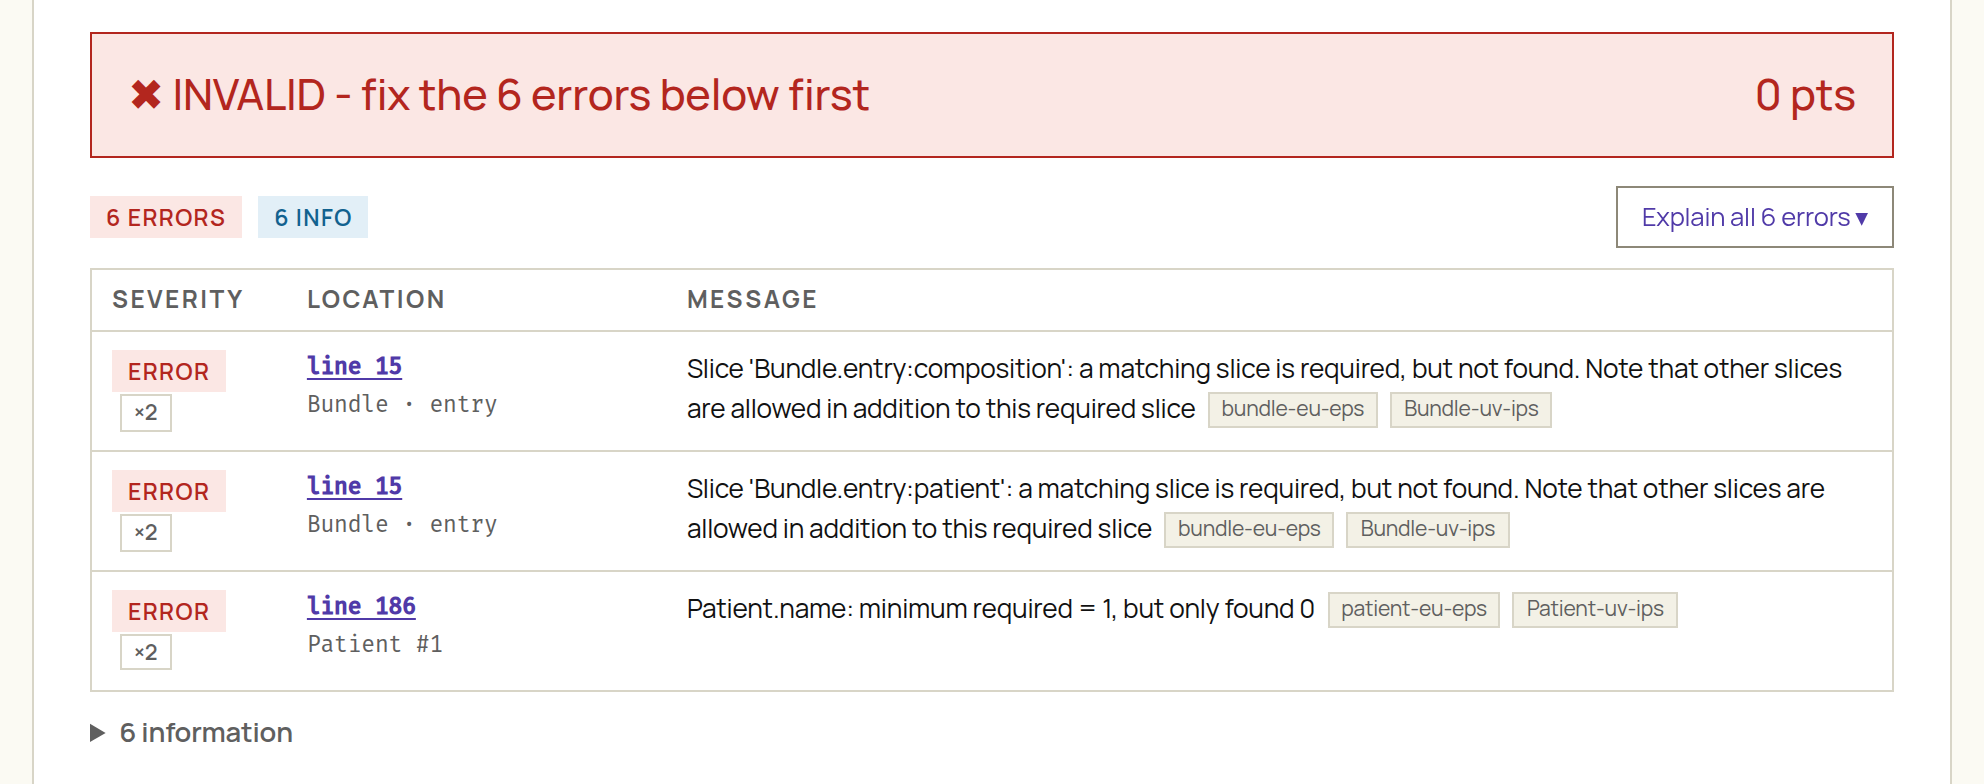 ✖ INVALID - fix the 6 errors below first 0 pts
6 ERRORS 6 INFO Explain all 6 errors ▾
SEVERITY LOCATION MESSAGE
ERROR line 15 Slice 'Bundle.entry:composition': a matching slice is required, but not found. Note that other slices
×2 Bundle · entry are allowed in addition to this required slice bundle-eu-eps Bundle-uv-ips
ERROR line 15 Slice 'Bundle.entry:patient': a matching slice is required, but not found. Note that other slices are
×2 Bundle · entry allowed in addition to this required slice bundle-eu-eps Bundle-uv-ips
ERROR line 186 Patient.name: minimum required = 1, but only found 0 patient-eu-eps Patient-uv-ips
×2 Patient #1
▶ 6 information